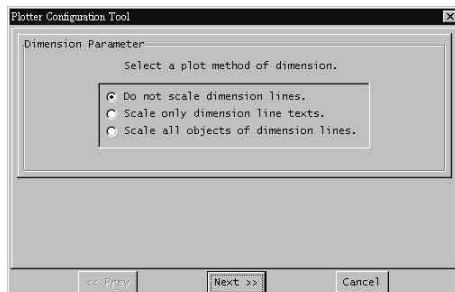 Plotter Configuration Tool
Dimension Parameter
Select a plot method of dimension.
Do not scale dimension lines.
Scale only dimension line texts.
Scale all objects of dimension lines.
<< Prev
Next >>
Cancel